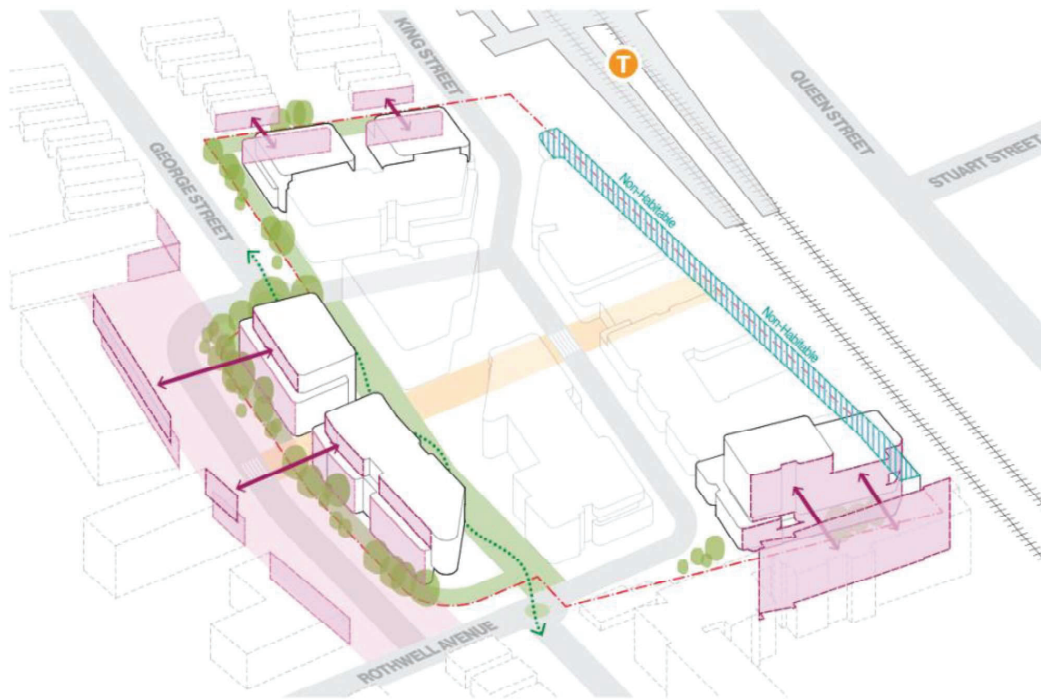 KING STREET
T
QUEEN STREET
STUART STREET
GEORGE STREET
Non-Habitable
Non-Habitable
ROTHWELL AVENUE